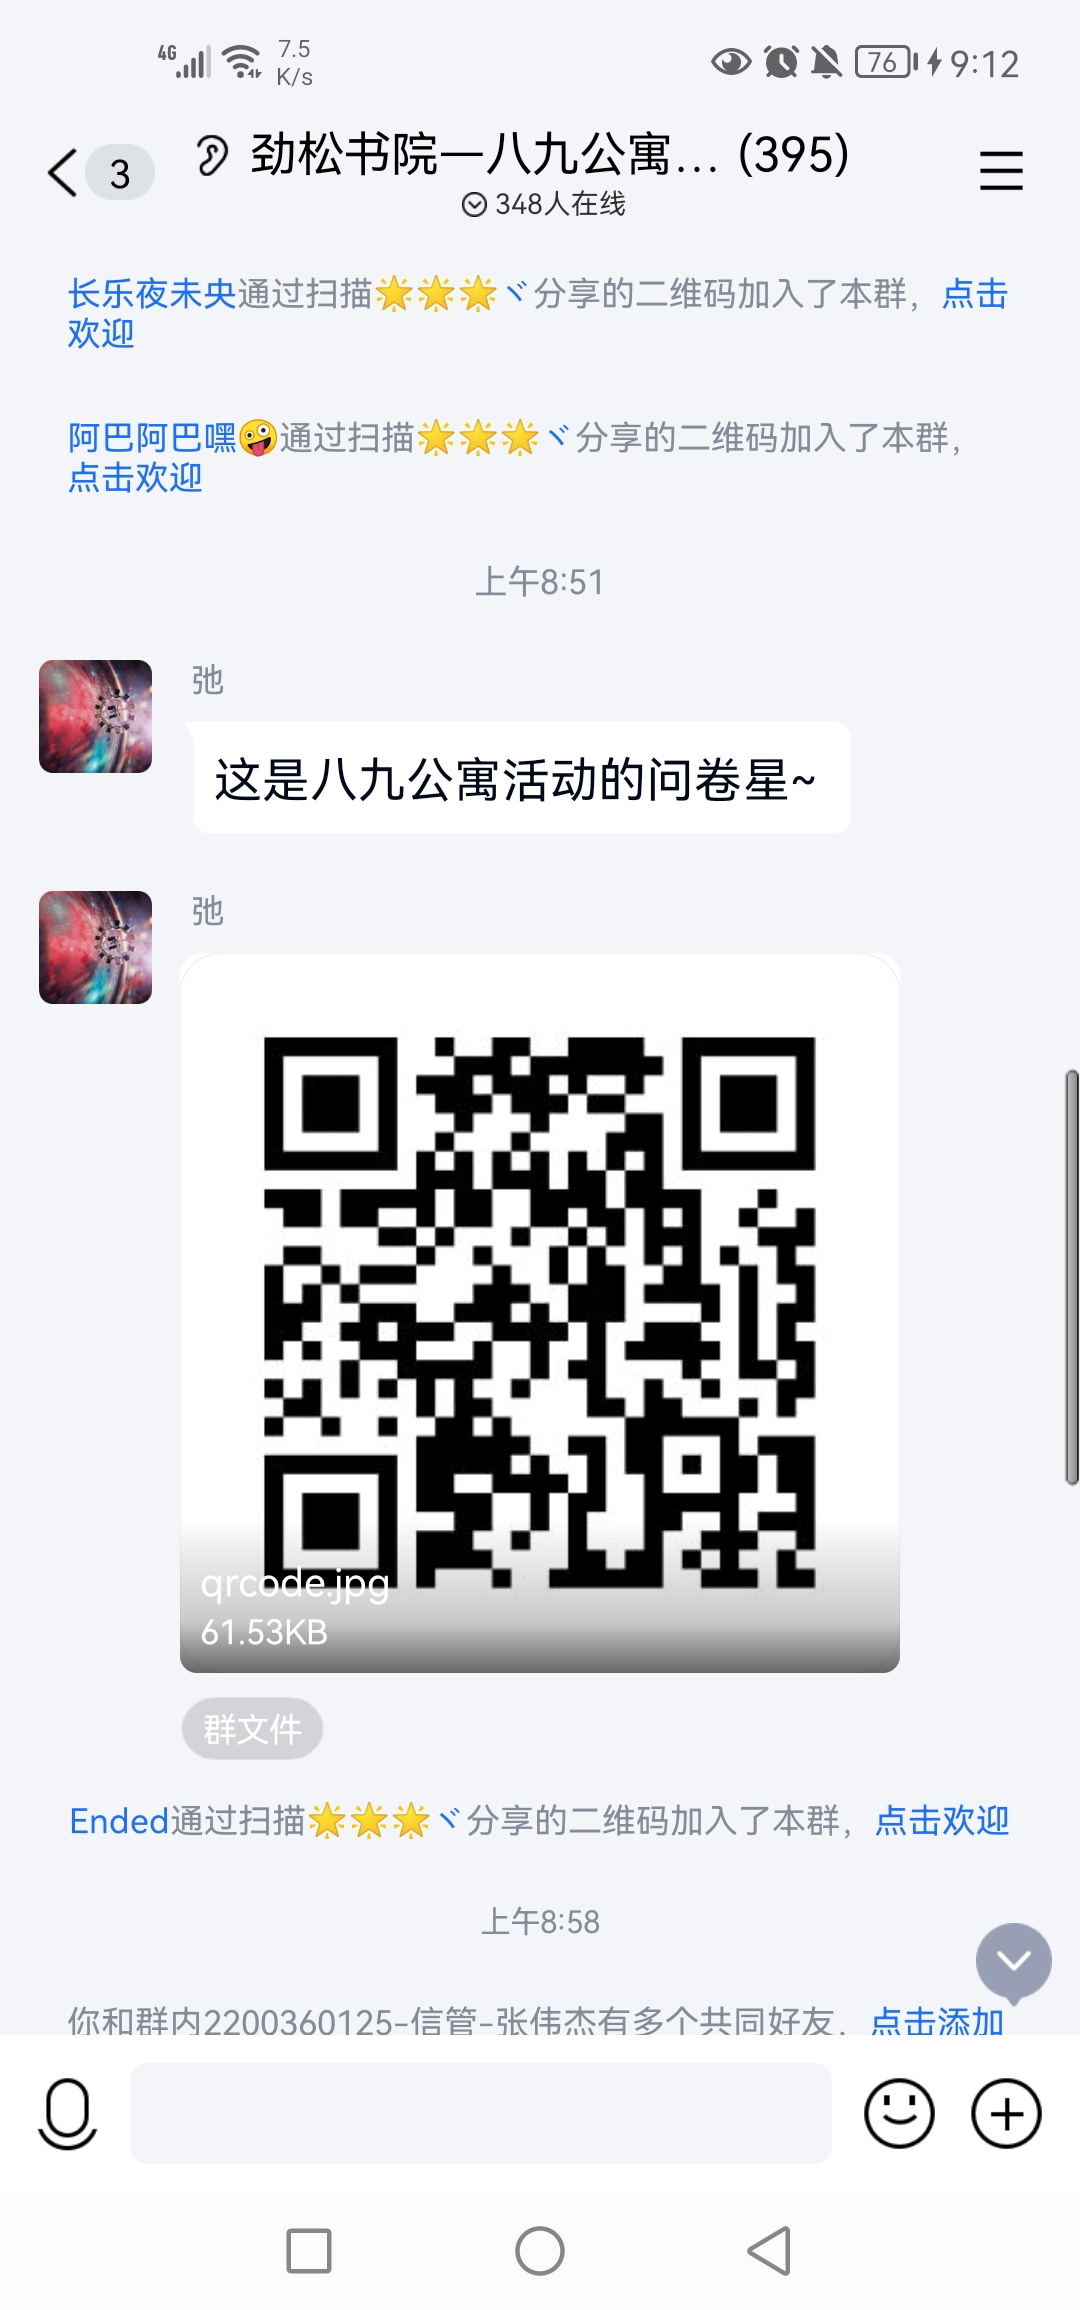 4G 7.5 K/s 76 9:12
3 劲松书院一八九公寓... (395)
348人在线
长乐夜未央通过扫描🌟🌟🌟ヾ分享的二维码加入了本群，点击
欢迎
阿巴阿巴嘿🤪通过扫描🌟🌟🌟ヾ分享的二维码加入了本群，
点击欢迎
上午8:51
弛
这是八九公寓活动的问卷星~
弛
qrcode.jpg
61.53KB
群文件
Ended通过扫描🌟🌟🌟ヾ分享的二维码加入了本群，点击欢迎
上午8:58
你和群内2200360125-信管-张伟杰有多个共同好友，点击添加